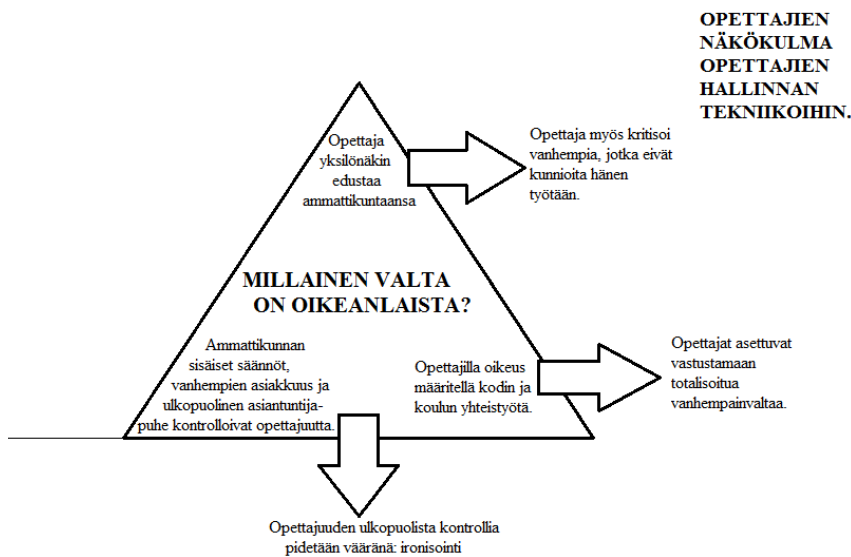 OPETTAJIEN
NÄKÖKULMA
OPETTAJIEN
HALLINNAN
TEKNIIKOIHIN.
Opettaja
yksilönäkin
edustaa
ammattikuntaansa
Opettaja myös kritisoi
vanhempia, jotka eivät
kunnioita hänen
työtään.
MILLAINEN VALTA
ON OIKEANLAISTA?
Ammattikunnan
sisäiset säännöt,
vanhempien asiakkuus ja
ulkopuolinen asiantuntija-
puhe kontrolloivat opettajuutta.
Opettajilla oikeus
määritellä kodin ja
koulun yhteistyötä.
Opettajat asettuvat
vastustamaan
totalisoitua
vanhempainvaltaa.
Opettajuuden ulkopuolista kontrollia
pidetään vääränä: ironisointi